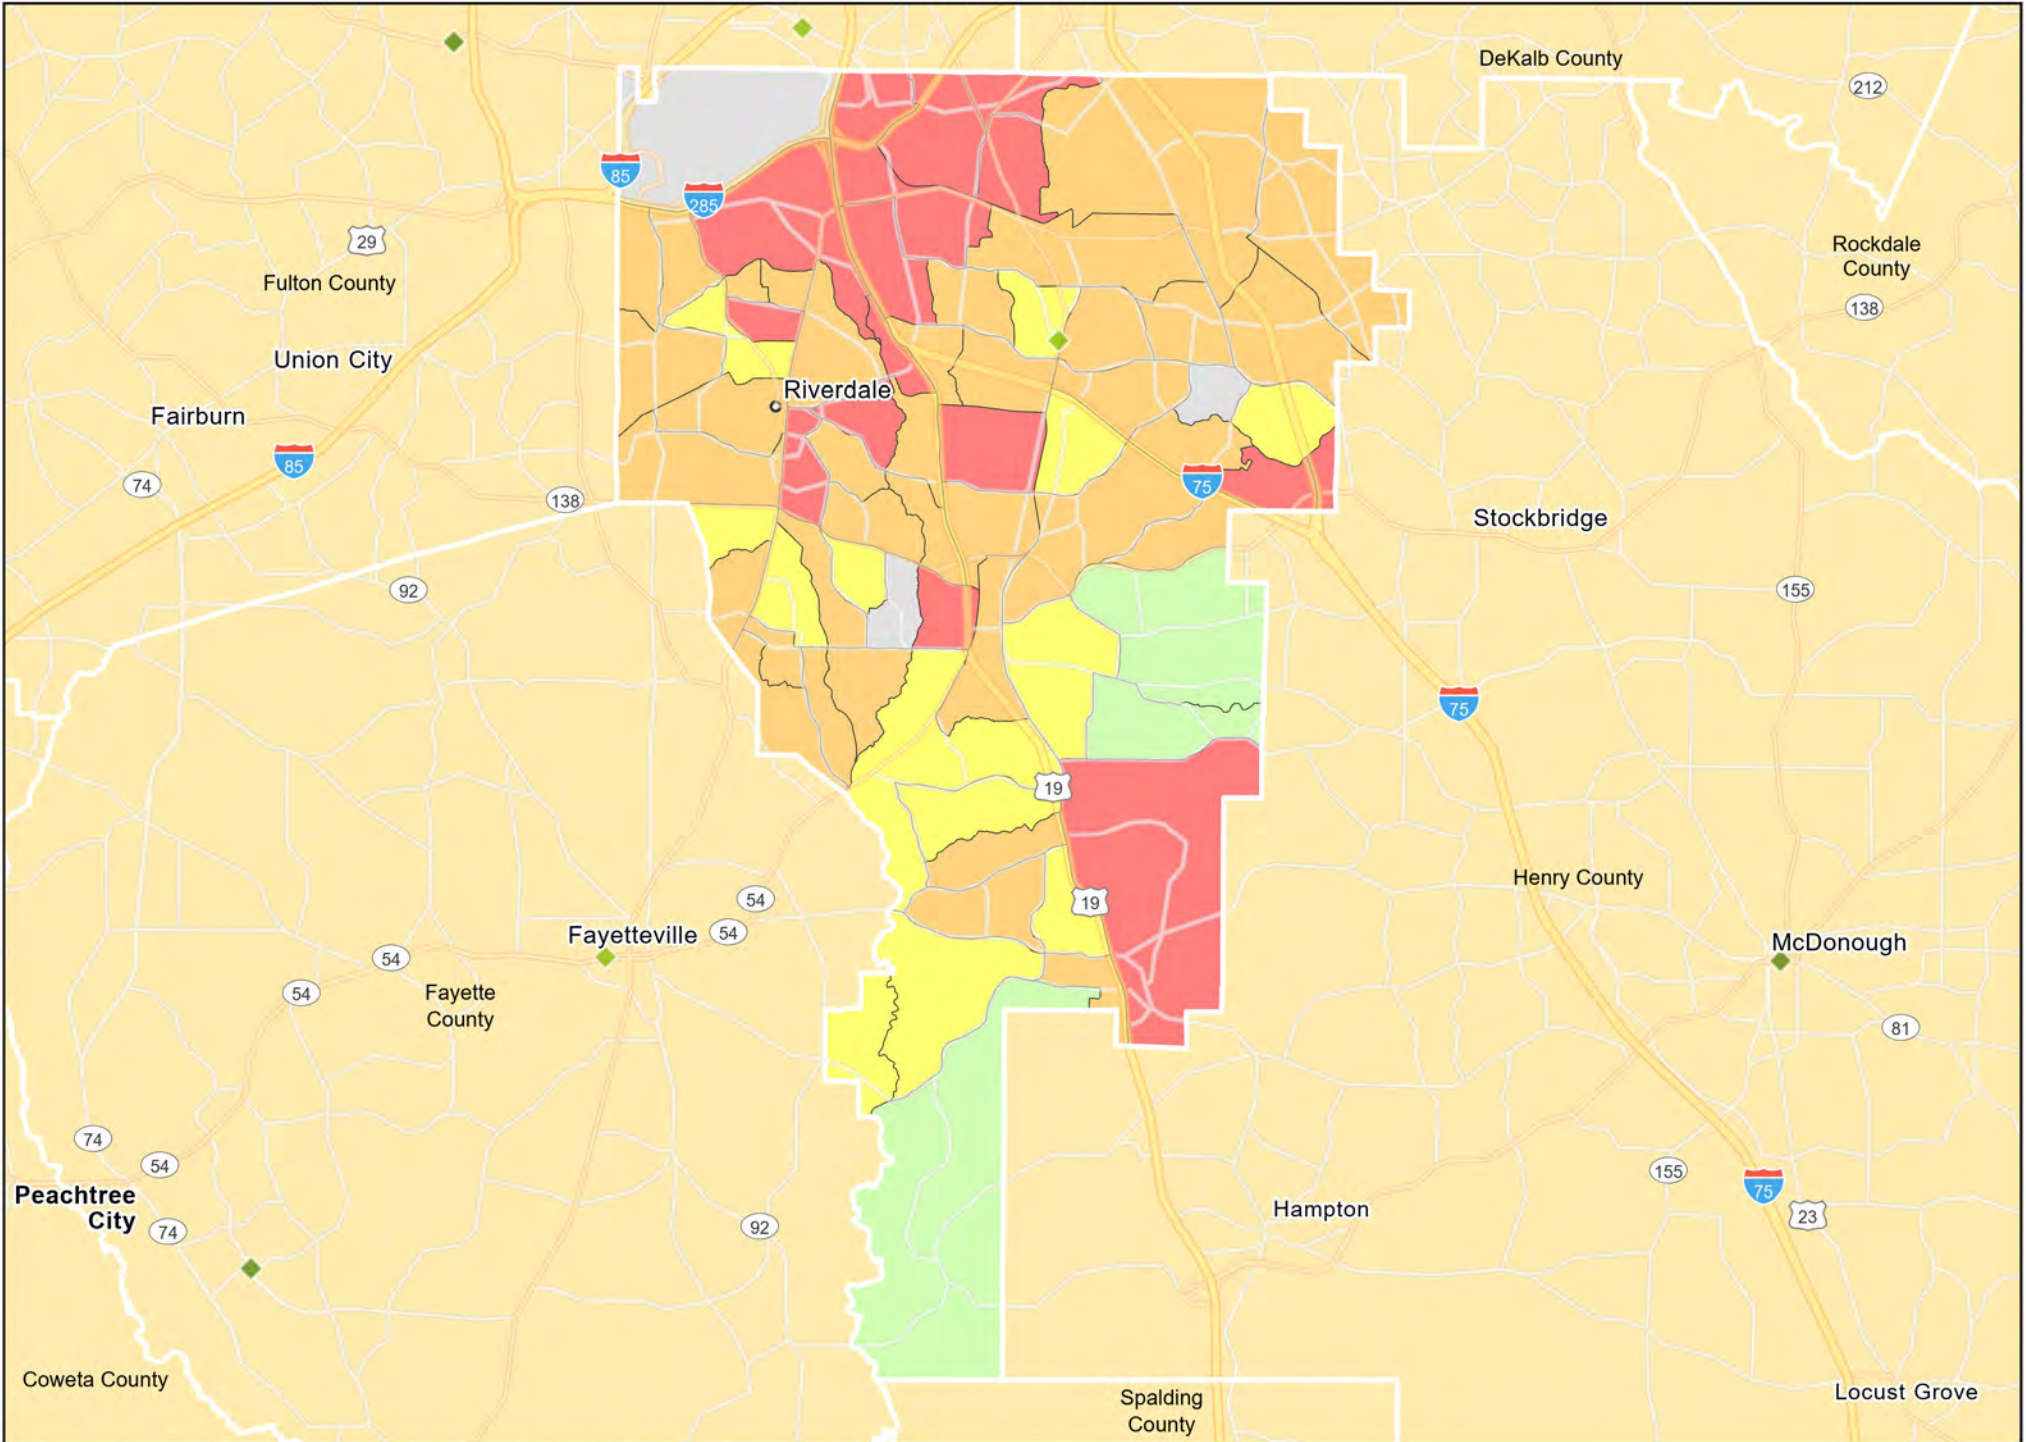 DeKalb County
212
85
285
29
Rockdale
County
Fulton County
138
Union City
Riverdale
Fairburn
85
74
75
138
Stockbridge
92
155
75
19
Henry County
54
19
Fayetteville
54
McDonough
54
54
Fayette
County
81
74
54
155
75
Peachtree
City
74
Hampton
23
92
Coweta County
Spalding
County
Locust Grove